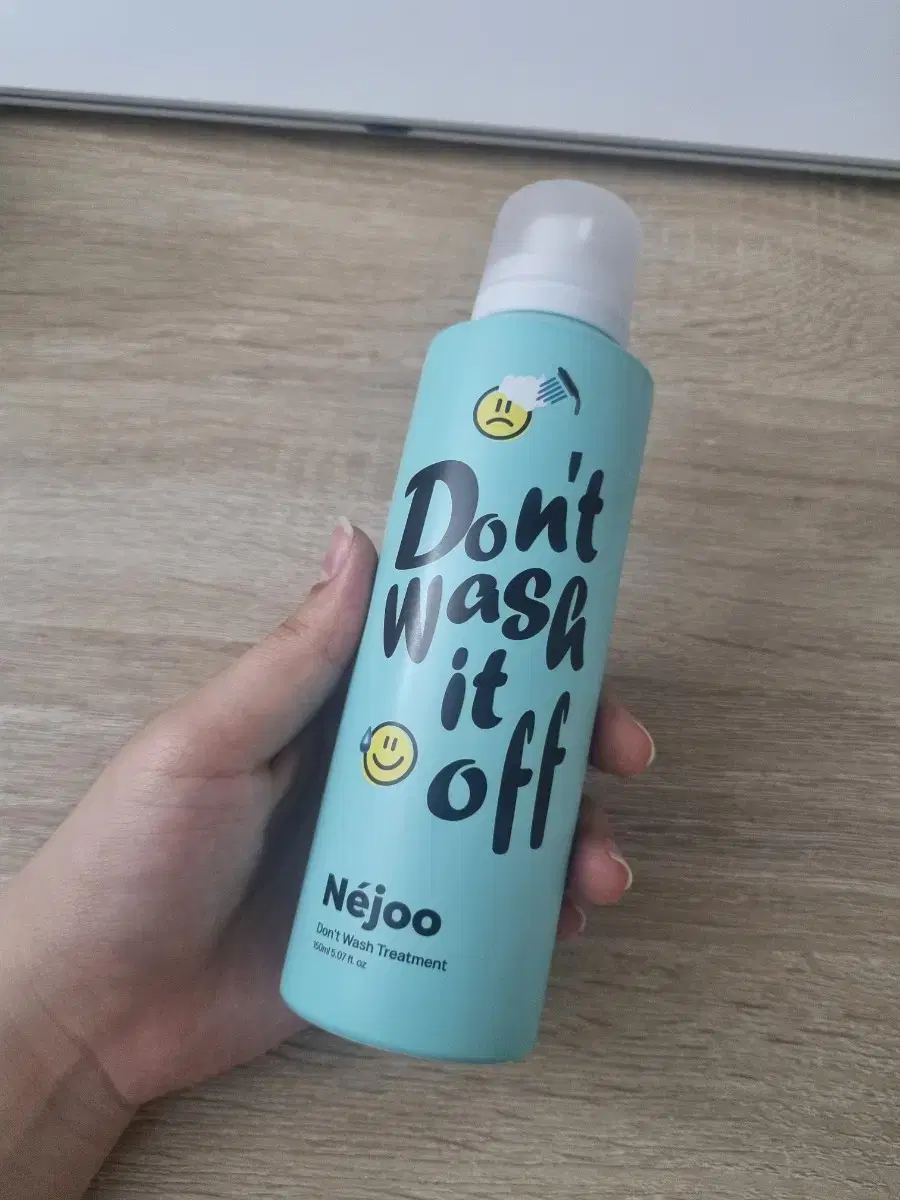 Don't
wash
it
off
Néjoo
Don't Wash Treatment
150ml 5.07 fl. oz